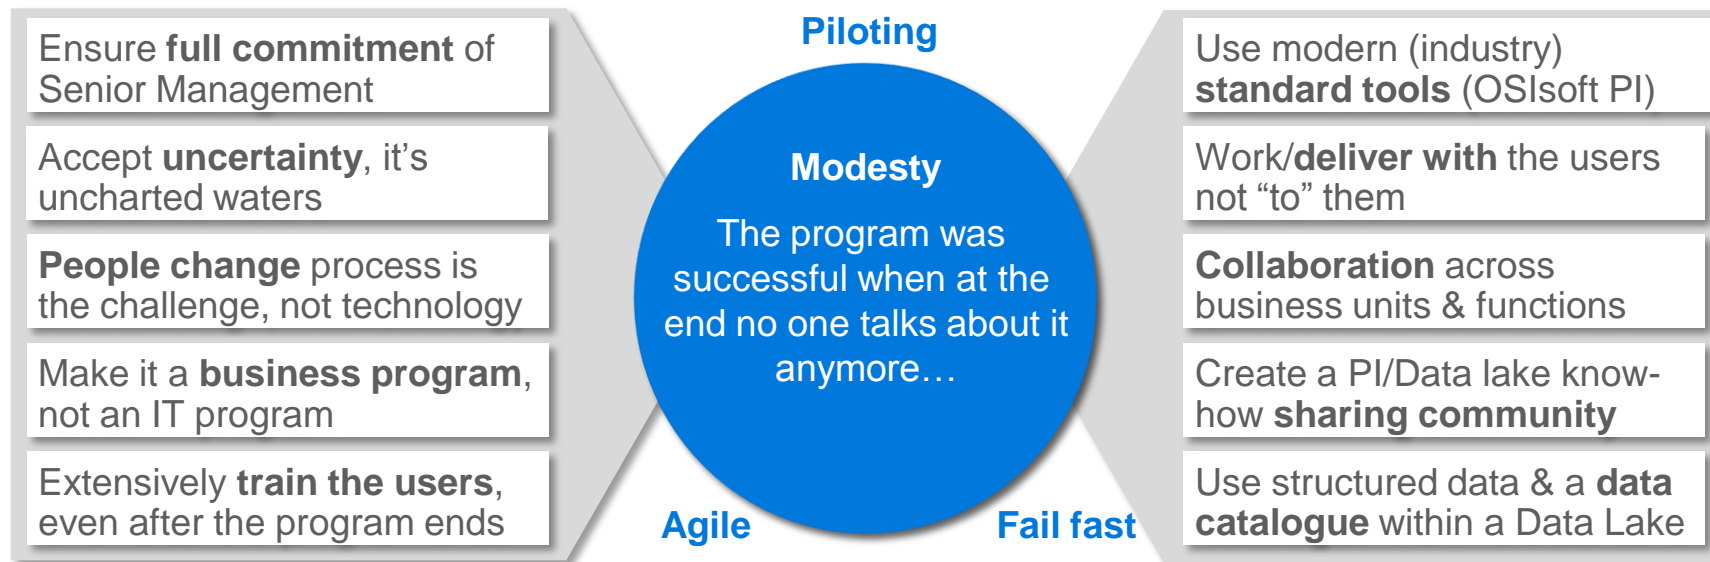 Ensure full commitment of
Senior Management
Accept uncertainty, it’s
uncharted waters
People change process is
the challenge, not technology
Make it a business program,
not an IT program
Extensively train the users,
even after the program ends
Piloting
Modesty
The program was
successful when at the
end no one talks about it
anymore…
Agile
Fail fast
Use modern (industry)
standard tools (OSIsoft PI)
Work/deliver with the users
not “to” them
Collaboration across
business units & functions
Create a PI/Data lake know-
how sharing community
Use structured data & a data
catalogue within a Data Lake